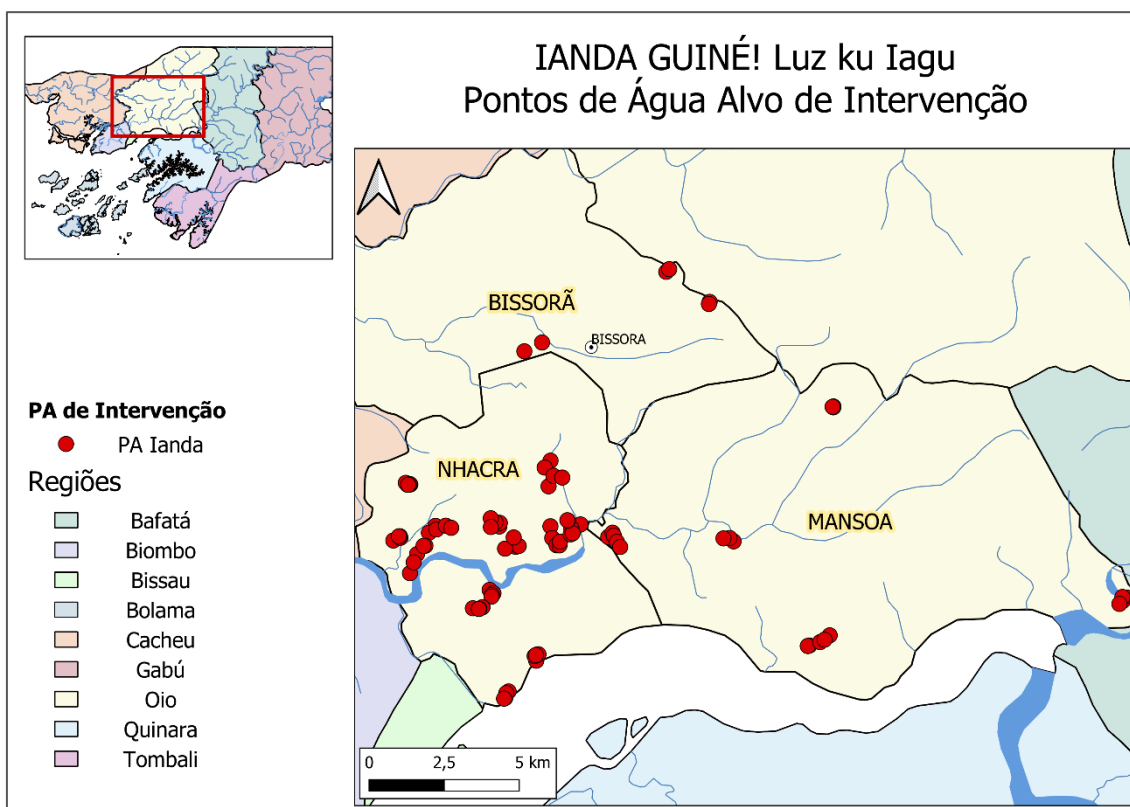 IANDA GUINÉ! Luz ku Iagu
Pontos de Água Alvo de Intervenção
BISSORÃ
BISSORA
NHACRA
MANSOA
PA de Intervenção
PA Ianda
Regiões
Bafatá
Biombo
Bissau
Bolama
Cacheu
Gabú
Oio
Quinara
Tombali
0 2,5 5 km